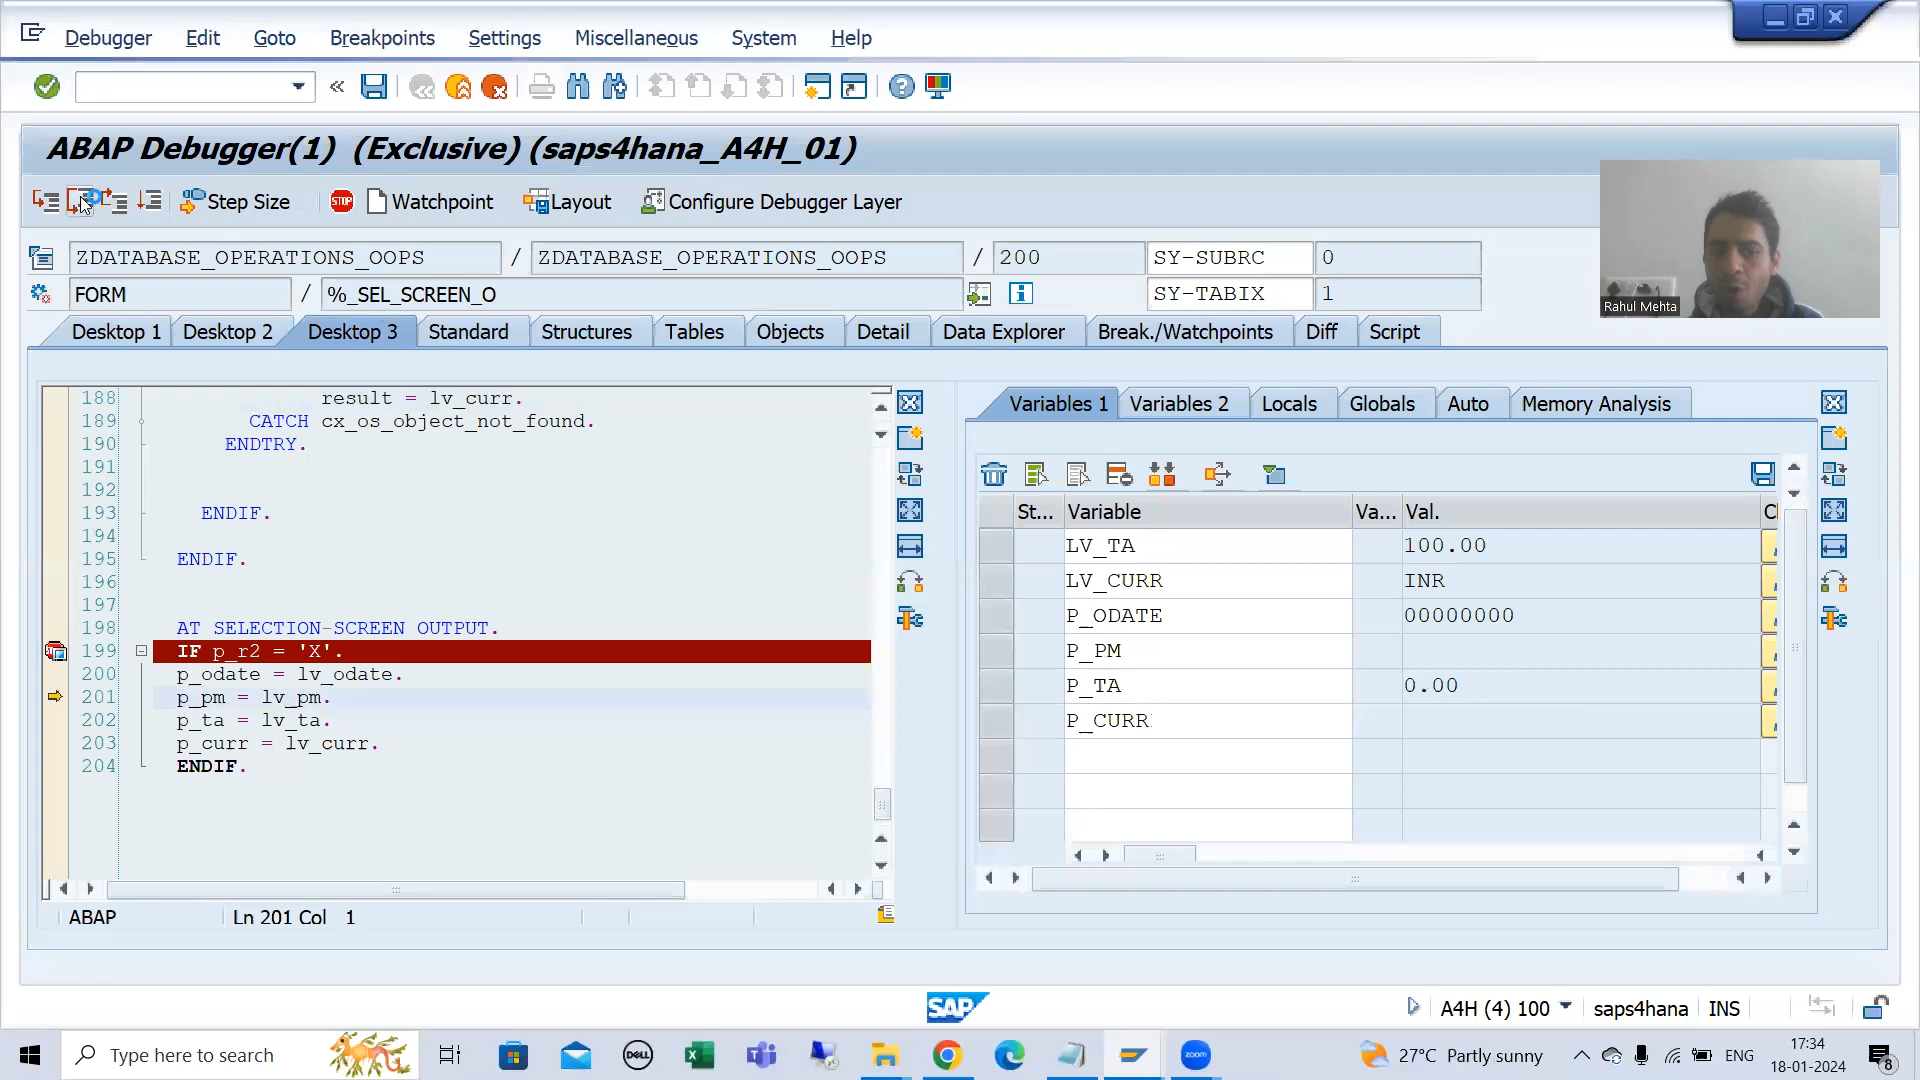 Debugger Edit Goto Breakpoints Settings Miscellaneous System Help
ABAP Debugger(1) (Exclusive) (saps4hana_A4H_01)
Step Size STOP Watchpoint Layout Configure Debugger Layer
ZDATABASE_OPERATIONS_OOPS / ZDATABASE_OPERATIONS_OOPS / 200 SY-SUBRC 0
FORM / %_SEL_SCREEN_O SY-TABIX 1
Rahul Mehta
Desktop 1 Desktop 2 Desktop 3 Standard Structures Tables Objects Detail Data Explorer Break./Watchpoints Diff Script
188 result = lv_curr.
189 CATCH cx_os_object_not_found.
190 ENDTRY.
191
192
193 ENDIF.
194
195 ENDIF.
196
197
198 AT SELECTION-SCREEN OUTPUT.
199 IF p_r2 = 'X'.
200 p_odate = lv_odate.
201 p_pm = lv_pm.
202 p_ta = lv_ta.
203 p_curr = lv_curr.
204 ENDIF.
ABAP Ln 201 Col 1
Variables 1 Variables 2 Locals Globals Auto Memory Analysis
St... Variable Va... Val. C
LV_TA 100.00
LV_CURR INR
P_ODATE 00000000
P_PM
P_TA 0.00
P_CURR
SAP A4H (4) 100 saps4hana INS
Type here to search
DELL
zoom
27°C Partly sunny ENG
17:34
18-01-2024
8